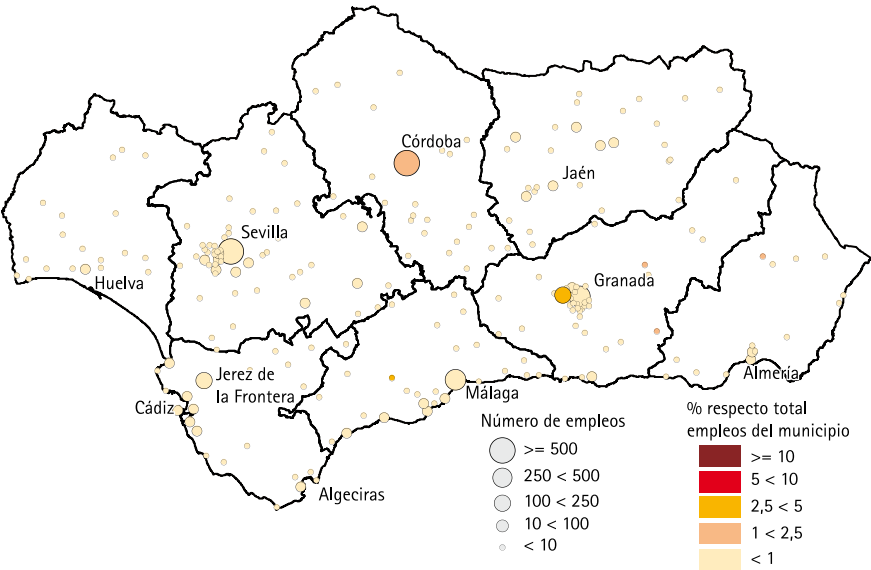 Córdoba
Jaén
Sevilla
Granada
Huelva
Almería
Jerez de
la Frontera
Málaga
Cádiz
Algeciras
Número de empleos
>= 500
250 < 500
100 < 250
10 < 100
< 10
% respecto total
empleos del municipio
>= 10
5 < 10
2,5 < 5
1 < 2,5
< 1